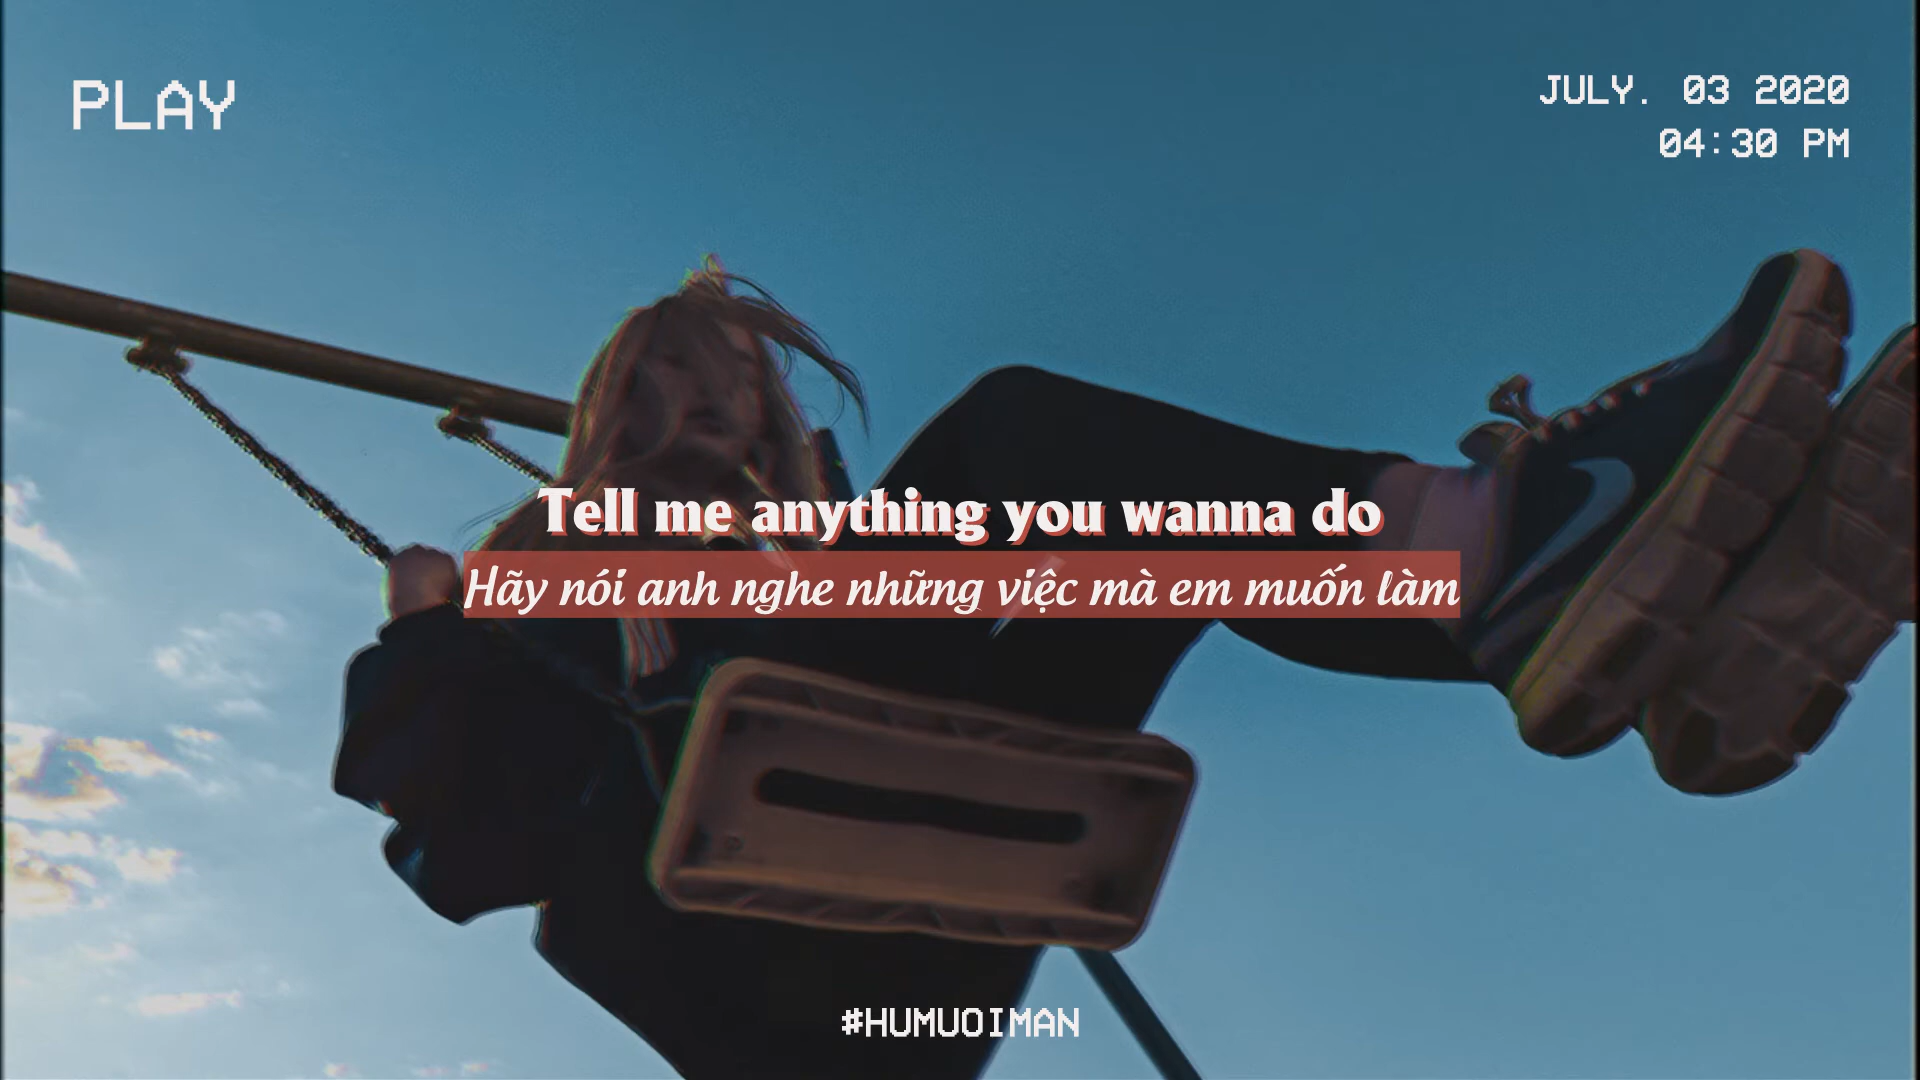 PLAY
JULY. 03 2020
04:30 PM
Tell me anything you wanna do
Hãy nói anh nghe những việc mà em muốn làm
#HUMUOIMAN